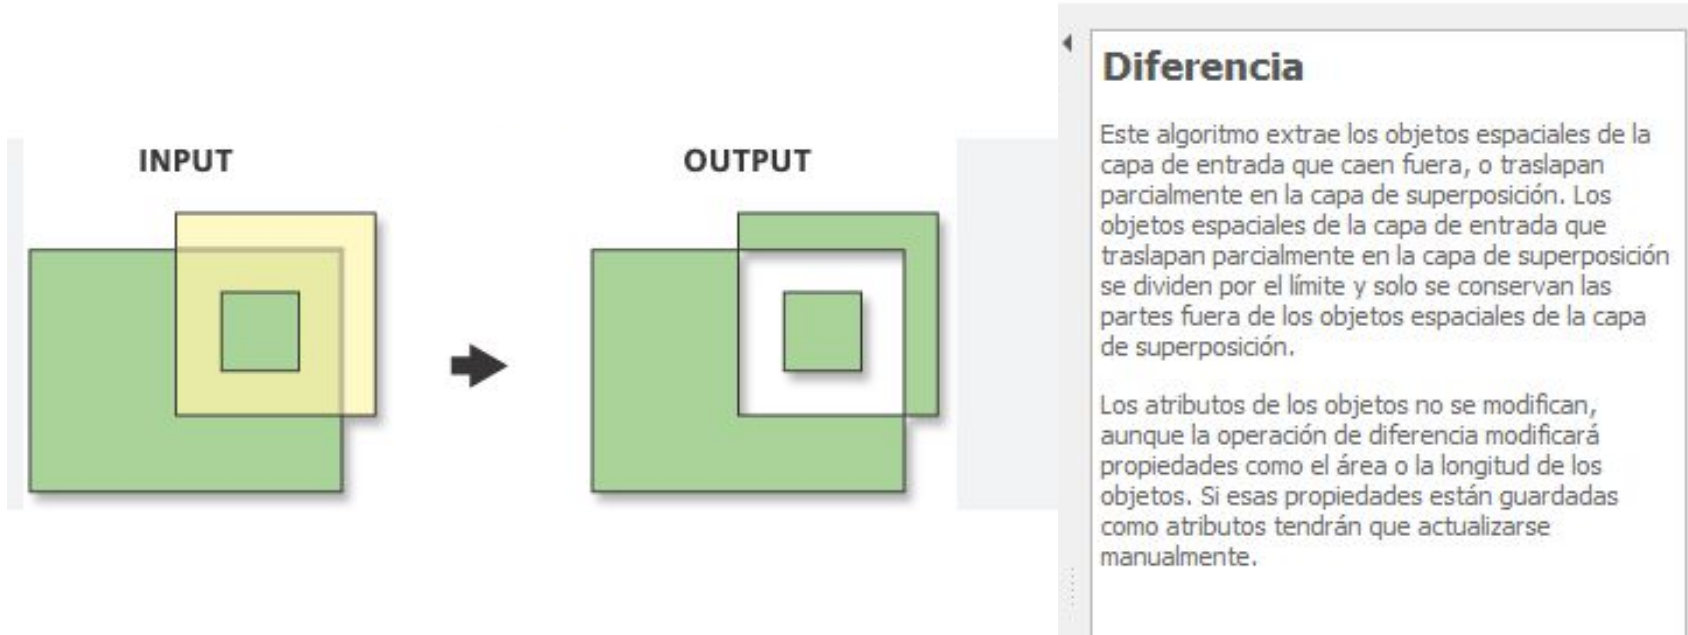 INPUT
OUTPUT
Diferencia
Este algoritmo extrae los objetos espaciales de la
capa de entrada que caen fuera, o traslapan
parcialmente en la capa de superposición. Los
objetos espaciales de la capa de entrada que
traslapan parcialmente en la capa de superposición
se dividen por el límite y solo se conservan las
partes fuera de los objetos espaciales de la capa
de superposición.
Los atributos de los objetos no se modifican,
aunque la operación de diferencia modificará
propiedades como el área o la longitud de los
objetos. Si esas propiedades están guardadas
como atributos tendrán que actualizarse
manualmente.